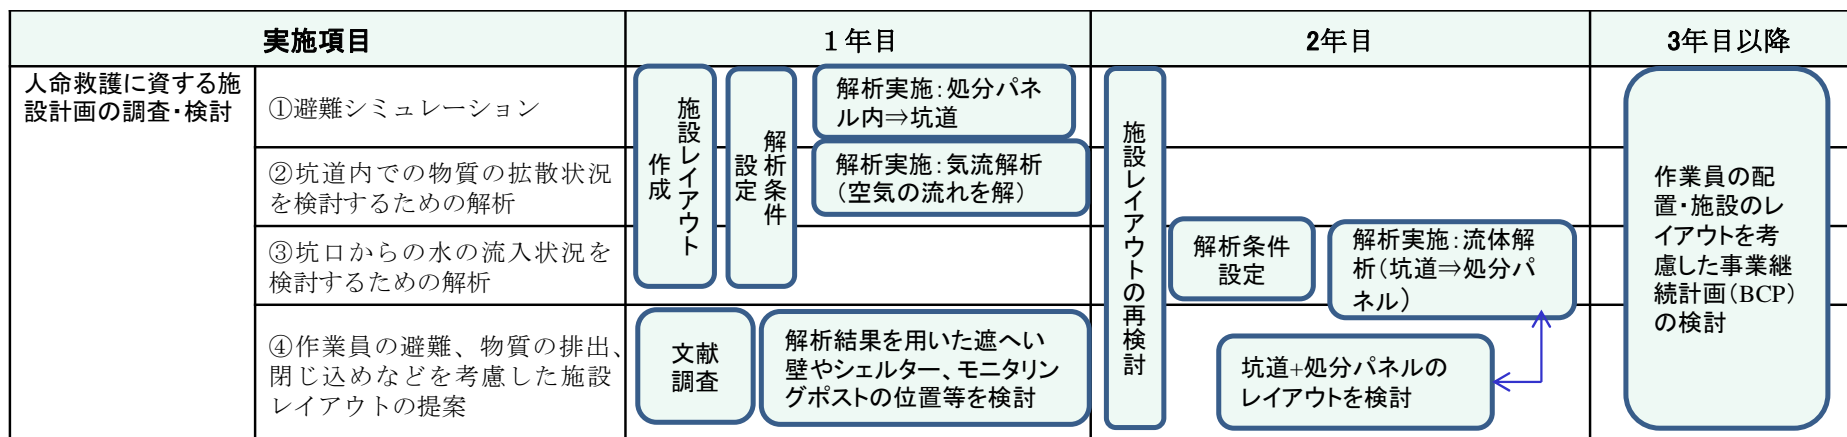 実施項目
１年目
2年目
3年目以降
人命救護に資する施
設計画の調査・検討
①避難シミュレーション
②坑道内での物質の拡散状況
を検討するための解析
③坑口からの水の流入状況を
検討するための解析
④作業員の避難、物質の排出、
閉じ込めなどを考慮した施設
レイアウトの提案
施設レイアウト
作成
解析条件
設定
解析実施：処分パネ
ル内⇒坑道
解析実施：気流解析
（空気の流れを解）
文献
調査
解析結果を用いた遮へい
壁やシェルター、モニタリン
グポストの位置等を検討
施設レイアウトの再検討
解析条件
設定
解析実施：流体解
析（坑道⇒処分パ
ネル）
坑道+処分パネルの
レイアウトを検討
作業員の配
置・施設のレ
イアウトを考
慮した事業継
続計画（BCP）
の検討